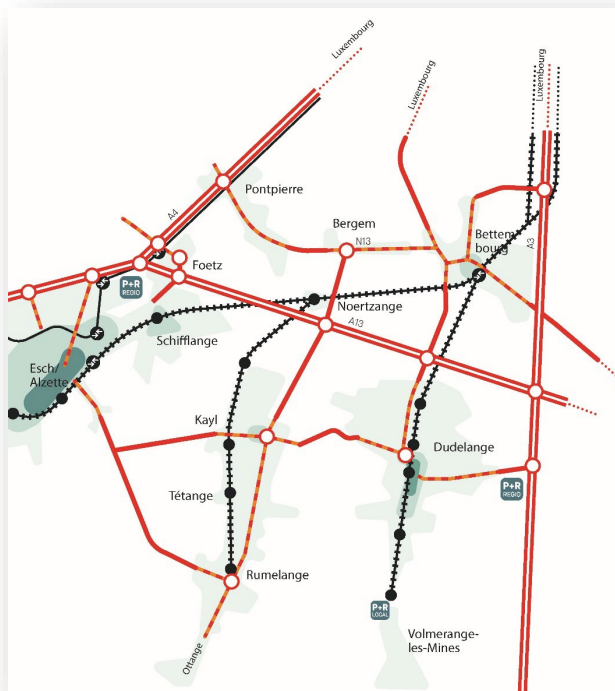 Luxembourg
Luxembourg
Luxembourg
Pontpierre
A4
Bergem
N13
Bettem
bourg
A3
Foetz
P+R
REGIO
Noertzange
A13
Schifflange
Esch/
Alzette
Kayl
Dudelange
P+R
REGIO
Tétange
Rumelange
P+R
LOCAL
Volmerange-
les-Mines
Ottange